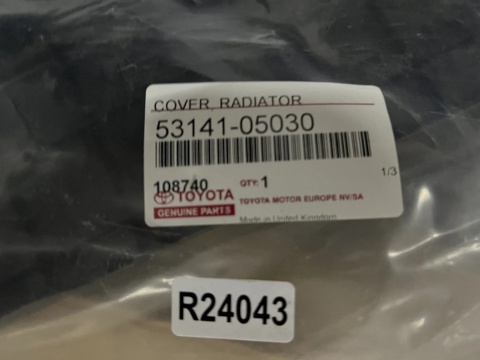 COVER, RADIATOR
53141-05030
1/3
108740 QTY: 1
TOYOTA TOYOTA MOTOR EUROPE NV/SA
GENUINE PARTS Made in United Kingdom
R24043